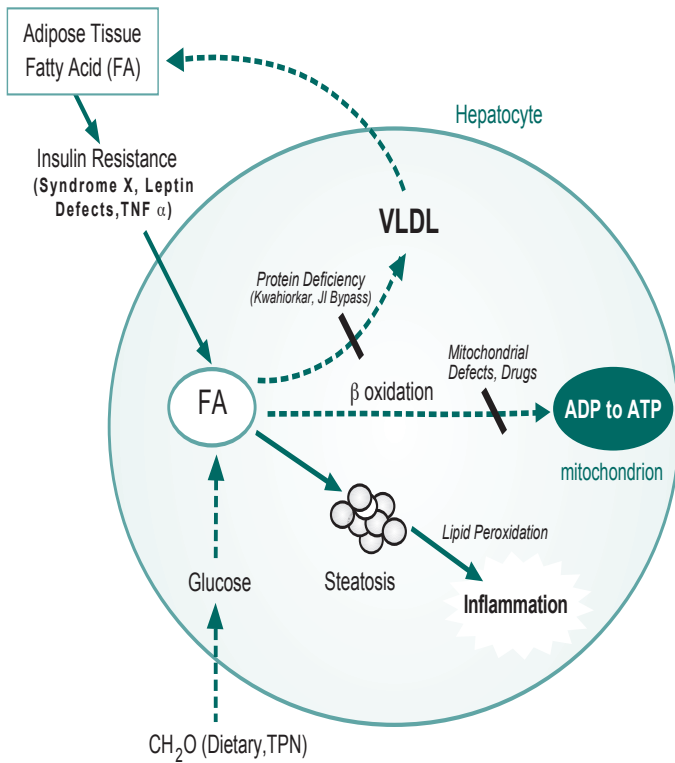 Adipose Tissue
Fatty Acid (FA)
Hepatocyte
Insulin Resistance
(Syndrome X, Leptin
Defects,TNF α)
VLDL
Protein Deficiency
(Kwahiorkar, JI Bypass)
Mitochondrial
Defects, Drugs
FA
β oxidation
ADP to ATP
mitochondrion
Lipid Peroxidation
Glucose
Steatosis
Inflammation
CH₂O (Dietary,TPN)